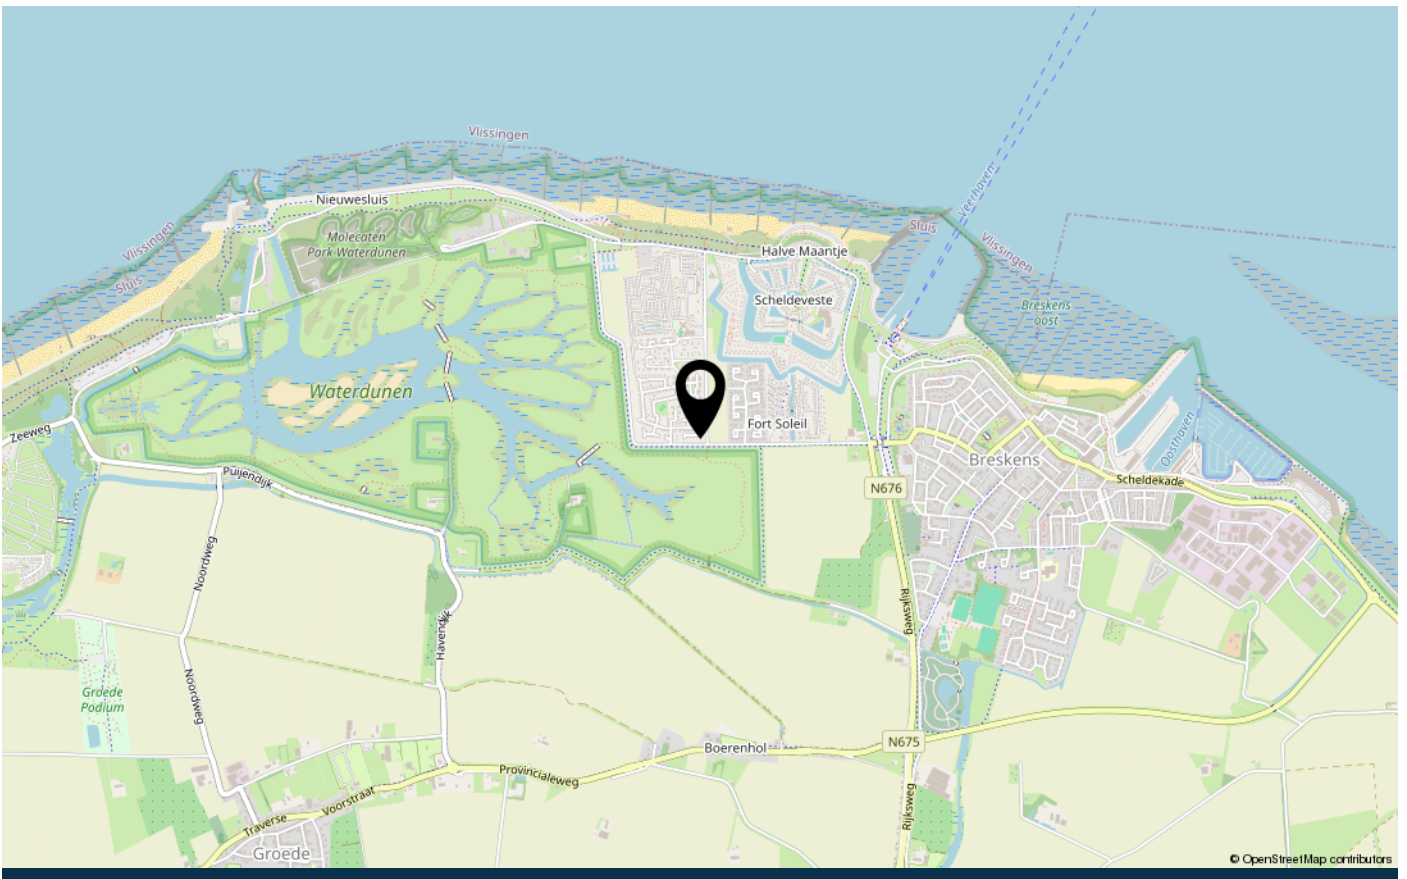 Vlissingen
Veerhaven
Nieuwesluis
Vlissingen
Sluis
Molecaten
Park Waterdunen
Halve Maantje
Sluis
Vlissingen
Scheldeveste
Breskens
oost
Waterdunen
Zeeweg
Fort Soleil
Oosthaven
Breskens
Puijendijk
Scheldekade
N676
Noordweg
Rijksweg
Havendijk
Noordweg
Groede
Podium
N675
Boerenhol
Provincialeweg
Voorstraat
Rijksweg
Traverse
Groede
© OpenStreetMap contributors